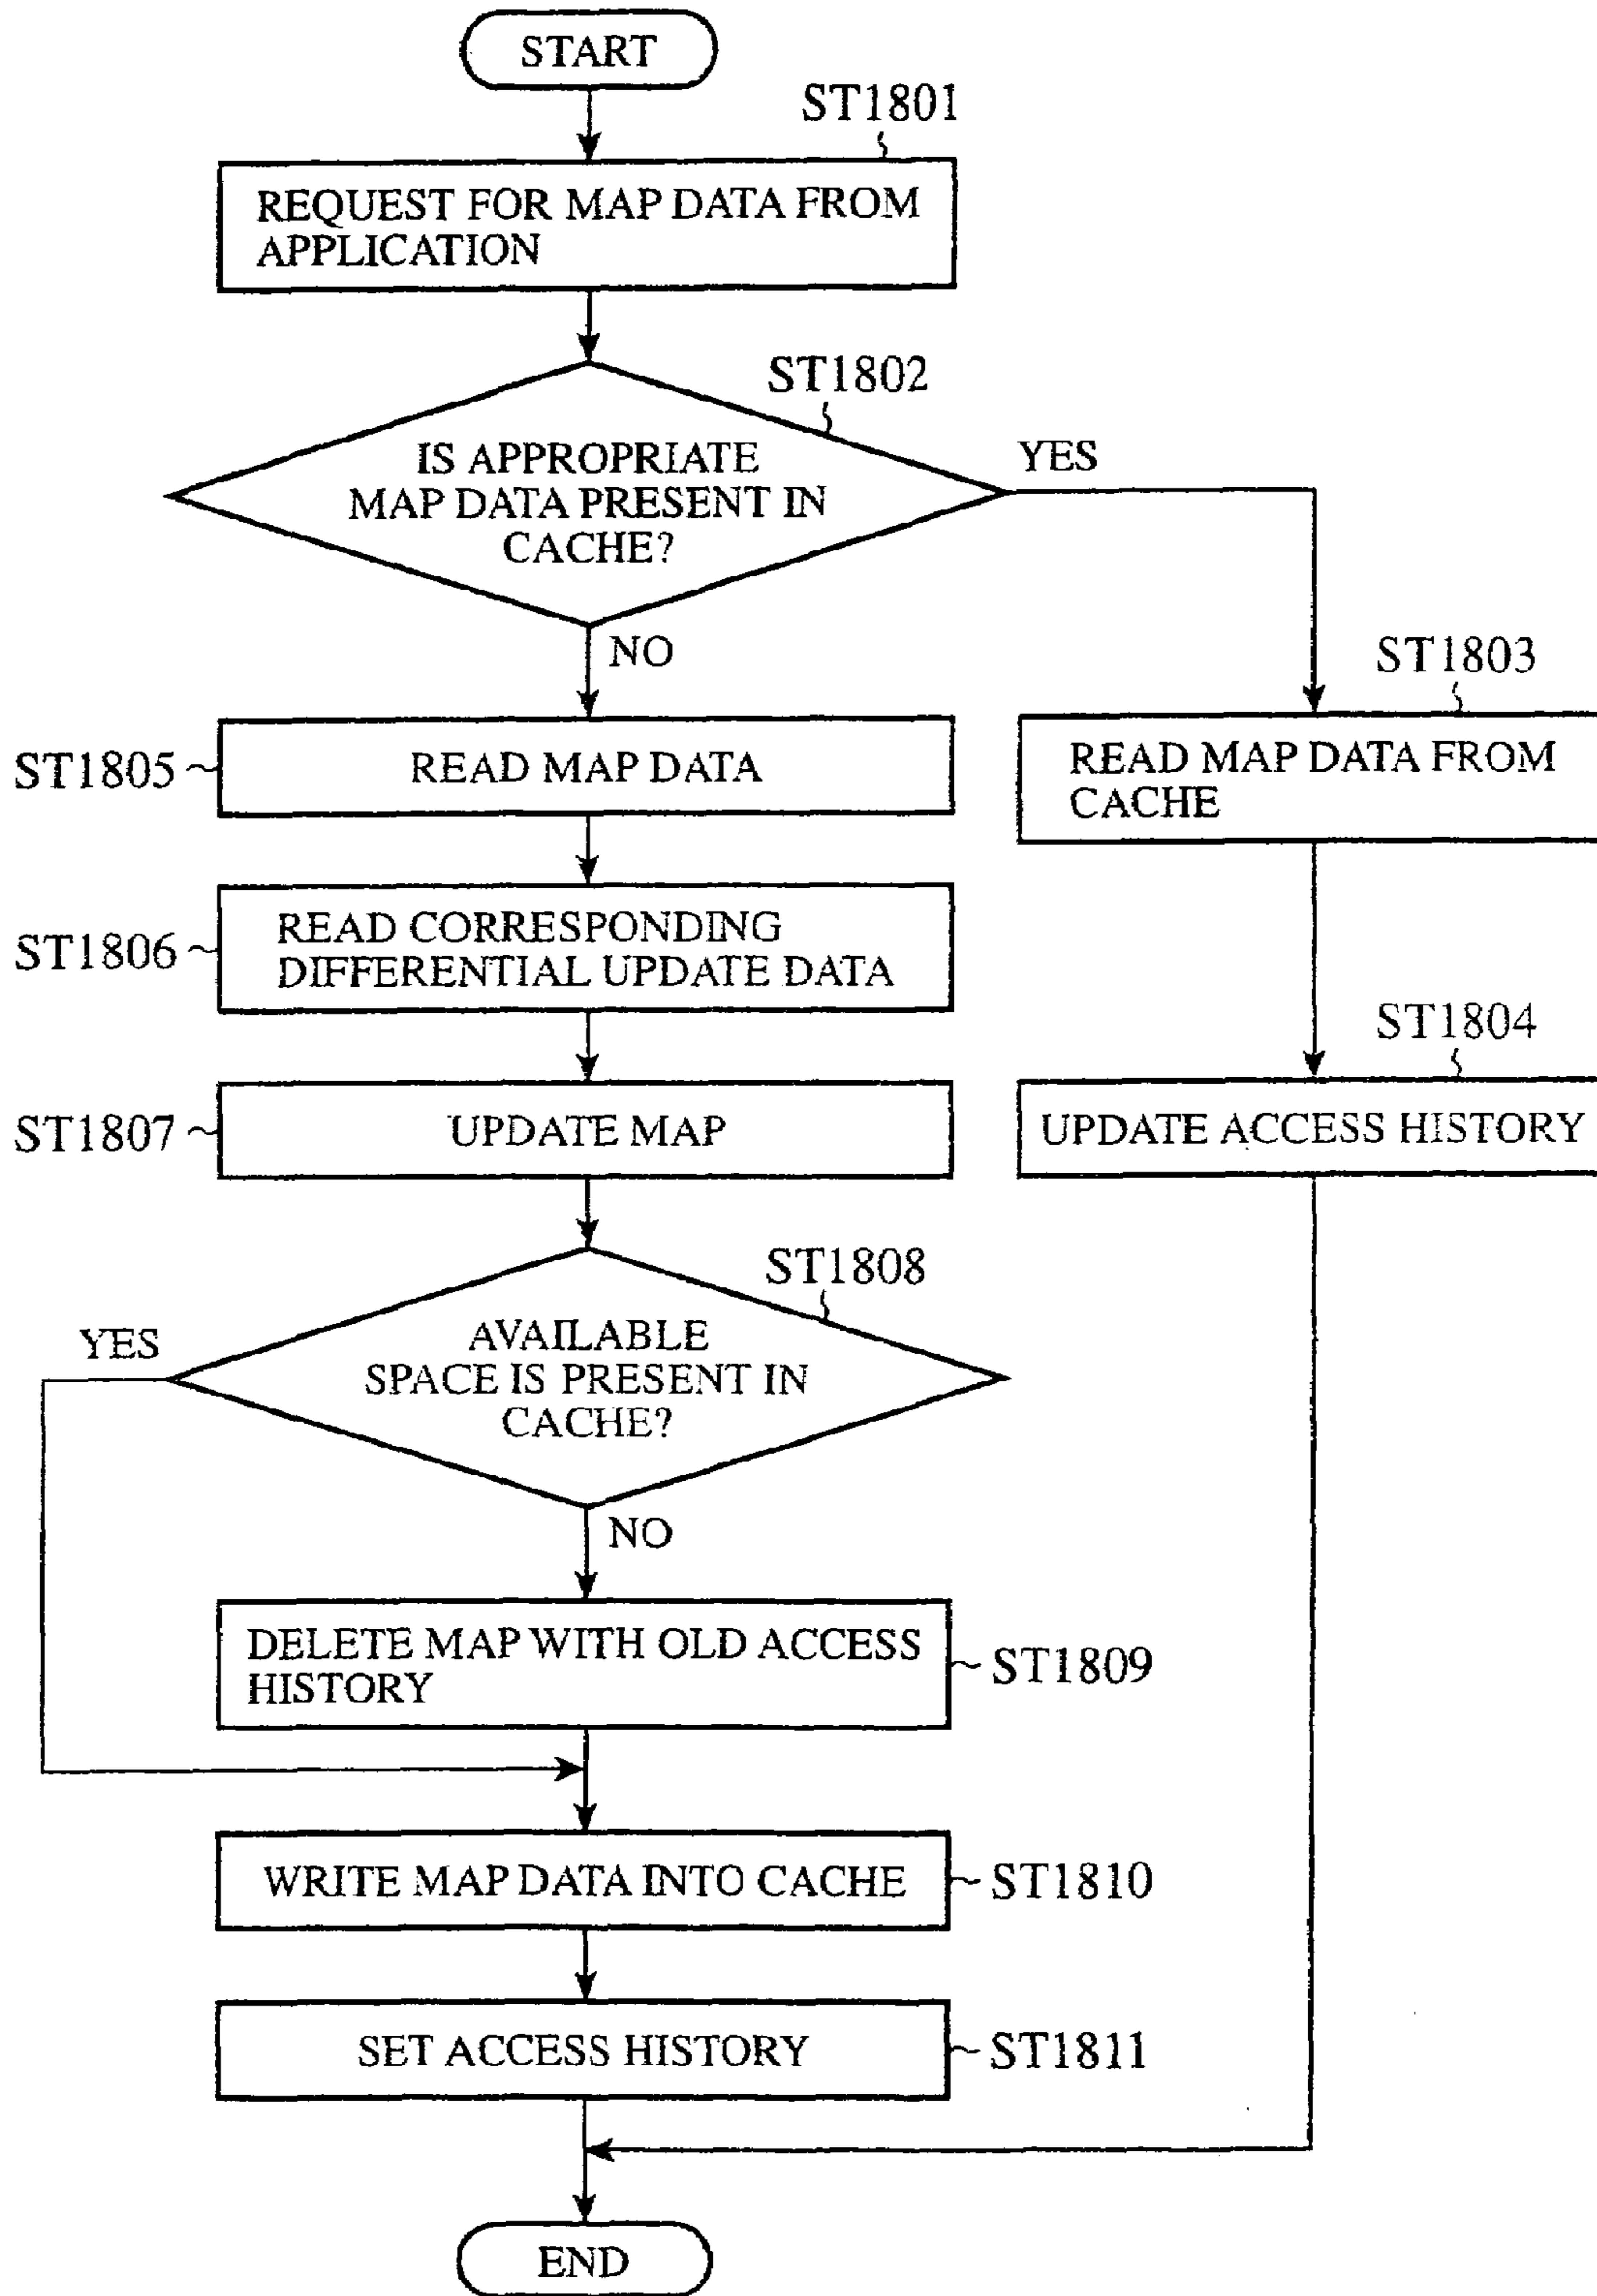 START
ST1801
REQUEST FOR MAP DATA FROM
APPLICATION
ST1802
IS APPROPRIATE
MAP DATA PRESENT IN
CACHE?
YES
NO
ST1803
READ MAP DATA FROM
CACHE
ST1805
READ MAP DATA
ST1806
READ CORRESPONDING
DIFFERENTIAL UPDATE DATA
ST1804
UPDATE ACCESS HISTORY
ST1807
UPDATE MAP
ST1808
AVAILABLE
SPACE IS PRESENT IN
CACHE?
YES
NO
DELETE MAP WITH OLD ACCESS
HISTORY
ST1809
WRITE MAP DATA INTO CACHE
ST1810
SET ACCESS HISTORY
ST1811
END